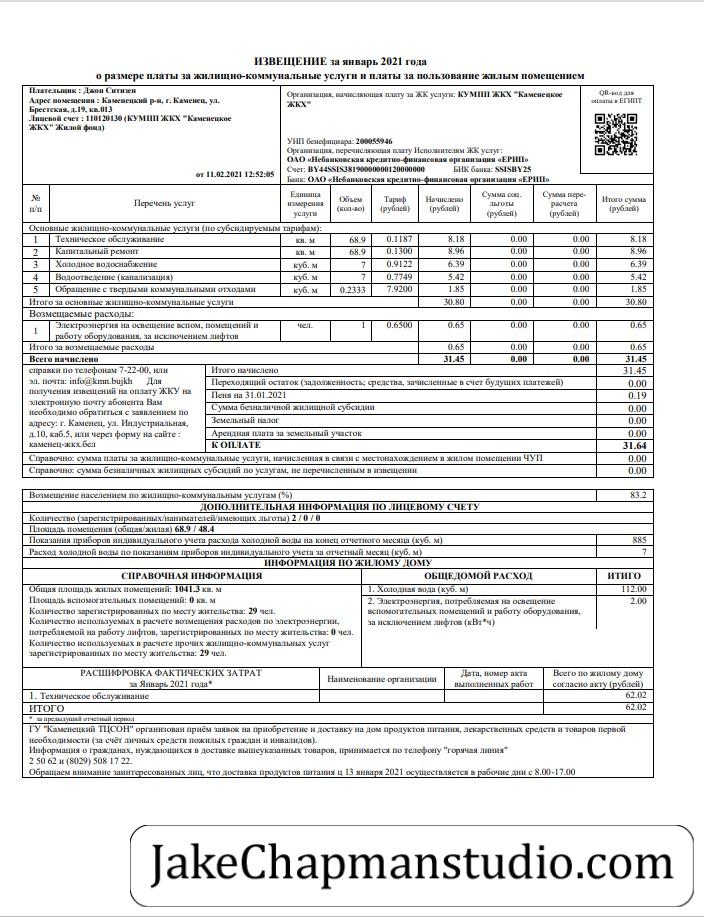 ИЗВЕЩЕНИЕ за январь 2021 года
о размере платы за жилищно-коммунальные услуги и платы за пользование жилым помещением
Плательщик : Джон Ситизен
Адрес помещения : Каменецкий р-н, г. Каменец, ул.
Брестская, д.19, кв.013
Лицевой счет : 110120130 (КУМПП ЖКХ "Каменецкое
ЖКХ" Жилой фонд)
от 11.02.2021 12:52:05
Организация, начисляющая плату за ЖК услуги: КУМПП ЖКХ "Каменецкое
ЖКХ"
УНП бенефициара: 200055946
Организация, перечисляющая плату Исполнителям ЖК услуг:
ОАО «Небанковская кредитно-финансовая организация «ЕРИП»
Счет: BY44SSIS38190000000120000000 БИК банка: SSISBY25
Банк: ОАО «Небанковская кредитно-финансовая организация «ЕРИП»
QR-код для
оплаты в ЕГИПТ
№ п/п Перечень услуг Единица измерения услуги Объем (кол-во) Тариф (рублей) Начислено (рублей) Сумма соц. льготы (рублей) Сумма пере-расчета (рублей) Итого сумма (рублей)
Основные жилищно-коммунальные услуги (по субсидируемым тарифам):
1 Техническое обслуживание кв. м 68.9 0.1187 8.18 0.00 0.00 8.18
2 Капитальный ремонт кв. м 68.9 0.1300 8.96 0.00 0.00 8.96
3 Холодное водоснабжение куб. м 7 0.9122 6.39 0.00 0.00 6.39
4 Водоотведение (канализация) куб. м 7 0.7749 5.42 0.00 0.00 5.42
5 Обращение с твердыми коммунальными отходами куб. м 0.2333 7.9200 1.85 0.00 0.00 1.85
Итого за основные жилищно-коммунальные услуги 30.80 0.00 0.00 30.80
Возмещаемые расходы:
1 Электроэнергия на освещение вспом, помещений и чел. 1 0.6500 0.65 0.00 0.00 0.65
работу оборудования, за исключением лифтов
Итого за возмещаемые расходы 0.65 0.00 0.00 0.65
Всего начислено 31.45 0.00 0.00 31.45
справки по телефонам 7-22-00, или
эл. почта: info@kmn.bujkh Для
получения извещений на оплату ЖКУ на
электронную почту абонента Вам
необходимо обратиться с заявлением по
адресу: г. Каменец, ул. Индустриальная,
д.10, каб.5, или через форму на сайте :
каменец-жкх.бел
Итого начислено 31.45
Переходящий остаток (задолженность; средства, зачисленные в счет будущих платежей) 0.00
Пеня на 31.01.2021 0.19
Сумма безналичной жилищной субсидии 0.00
Земельный налог 0.00
Арендная плата за земельный участок 0.00
К ОПЛАТЕ 31.64
Справочно: сумма платы за жилищно-коммунальные услуги, начисленная в связи с местонахождением в жилом помещении ЧУП 0.00
Справочно: сумма безналичных жилищных субсидий по услугам, не перечисленным в извещении 0.00
Возмещение населением по жилищно-коммунальным услугам (%) 83.2
ДОПОЛНИТЕЛЬНАЯ ИНФОРМАЦИЯ ПО ЛИЦЕВОМУ СЧЕТУ
Количество (зарегистрированных/нанимателей/имеющих льготы) 2 / 0 / 0
Площадь помещения (общая/жилая) 68.9 / 48.4
Показания приборов индивидуального учета расхода холодной воды на конец отчетного месяца (куб. м) 885
Расход холодной воды по показаниям приборов индивидуального учета за отчетный месяц (куб. м) 7
ИНФОРМАЦИЯ ПО ЖИЛОМУ ДОМУ
СПРАВОЧНАЯ ИНФОРМАЦИЯ
Общая площадь жилых помещений: 1041.3 кв. м
Площадь вспомогательных помещений: 0 кв. м
Количество зарегистрированных по месту жительства: 29 чел.
Количество используемых в расчете возмещения расходов по электроэнергии,
потребляемой на работу лифтов, зарегистрированных по месту жительства: 0 чел.
Количество используемых в расчете прочих жилищно-коммунальных услуг
зарегистрированных по месту жительства: 29 чел.
ОБЩЕДОМОЙ РАСХОД ИТОГО
1. Холодная вода (куб. м) 112.00
2. Электроэнергия, потребляемая на освещение 2.00
вспомогательных помещений и работу оборудования,
за исключением лифтов (кВт*ч)
РАСШИФРОВКА ФАКТИЧЕСКИХ ЗАТРАТ
за Январь 2021 года*
Наименование организации
Дата, номер акта
выполненных работ
Всего по жилому дому
согласно акту (рублей)
1. Техническое обслуживание 62.02
ИТОГО 62.02
* за предыдущий отчетный период
ГУ "Каменецкий ТЦСОН" организован приём заявок на приобретение и доставку на дом продуктов питания, лекарственных средств и товаров первой
необходимости (за счёт личных средств пожилых граждан и инвалидов).
Информация о гражданах, нуждающихся в доставке вышеуказанных товаров, принимается по телефону "горячая линия"
2 50 62 и (8029) 508 17 22.
Обращаем внимание заинтересованных лиц, что доставка продуктов питания ц 13 января 2021 осуществляется в рабочие дни с 8.00-17.00
JakeChapmanstudio.com